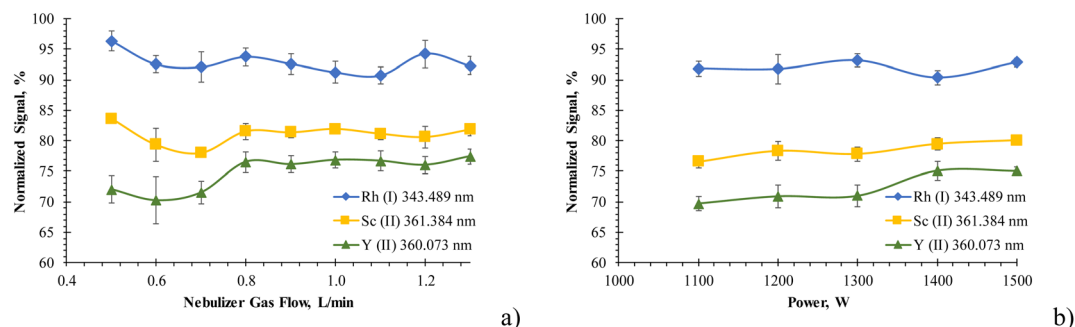 100
95
90
85
80
75
70
65
60
Normalized Signal, %
0.4
0.6
0.8
1.0
1.2
Nebulizer Gas Flow, L/min
Rh (I) 343.489 nm
Sc (II) 361.384 nm
Y (II) 360.073 nm
a)
100
95
90
85
80
75
70
65
60
Normalized Signal, %
1000
1100
1200
1300
1400
1500
Power, W
Rh (I) 343.489 nm
Sc (II) 361.384 nm
Y (II) 360.073 nm
b)